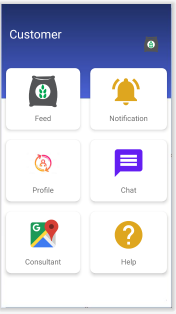 Customer
Feed
Notification
Profile
Chat
G
Consultant
?
Help